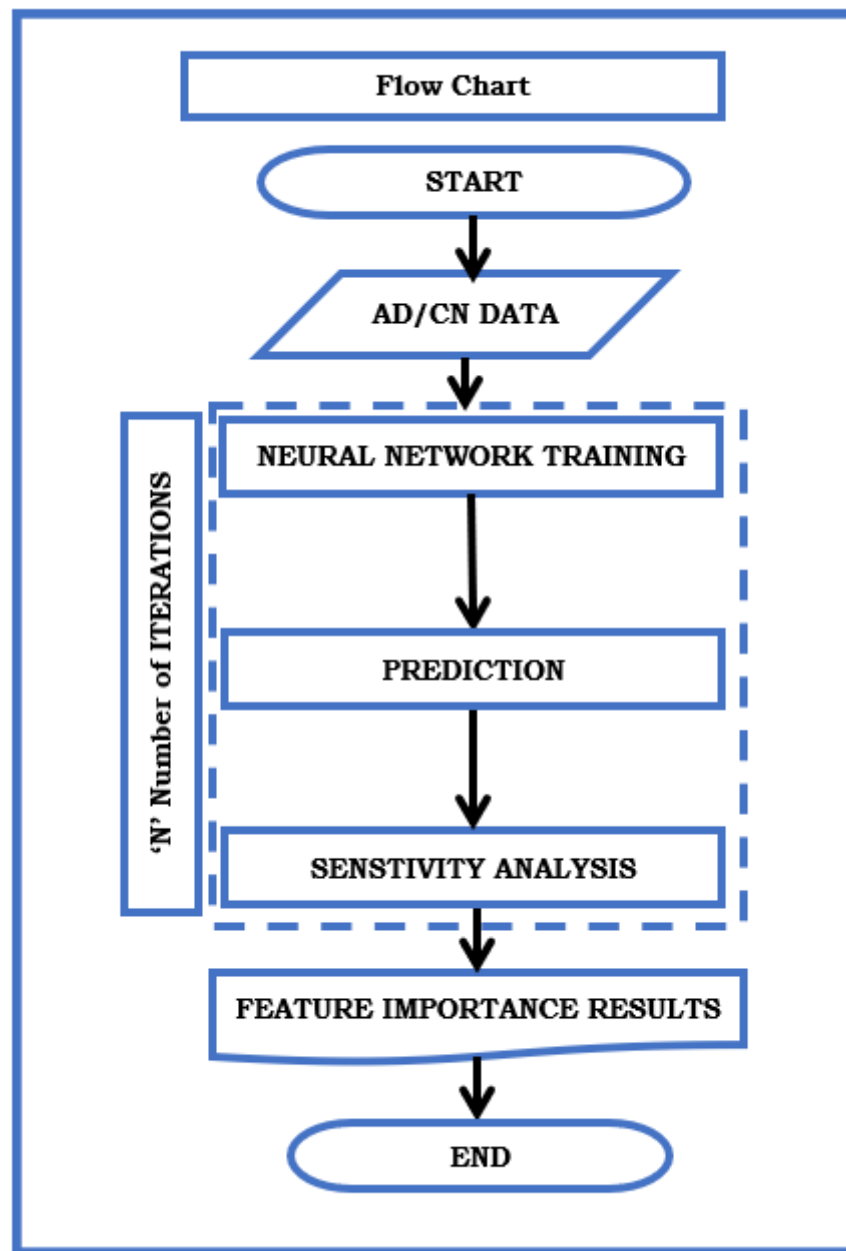 Flow Chart
START
AD/CN DATA
'N' Number of ITERATIONS
NEURAL NETWORK TRAINING
PREDICTION
SENSTIVITY ANALYSIS
FEATURE IMPORTANCE RESULTS
END